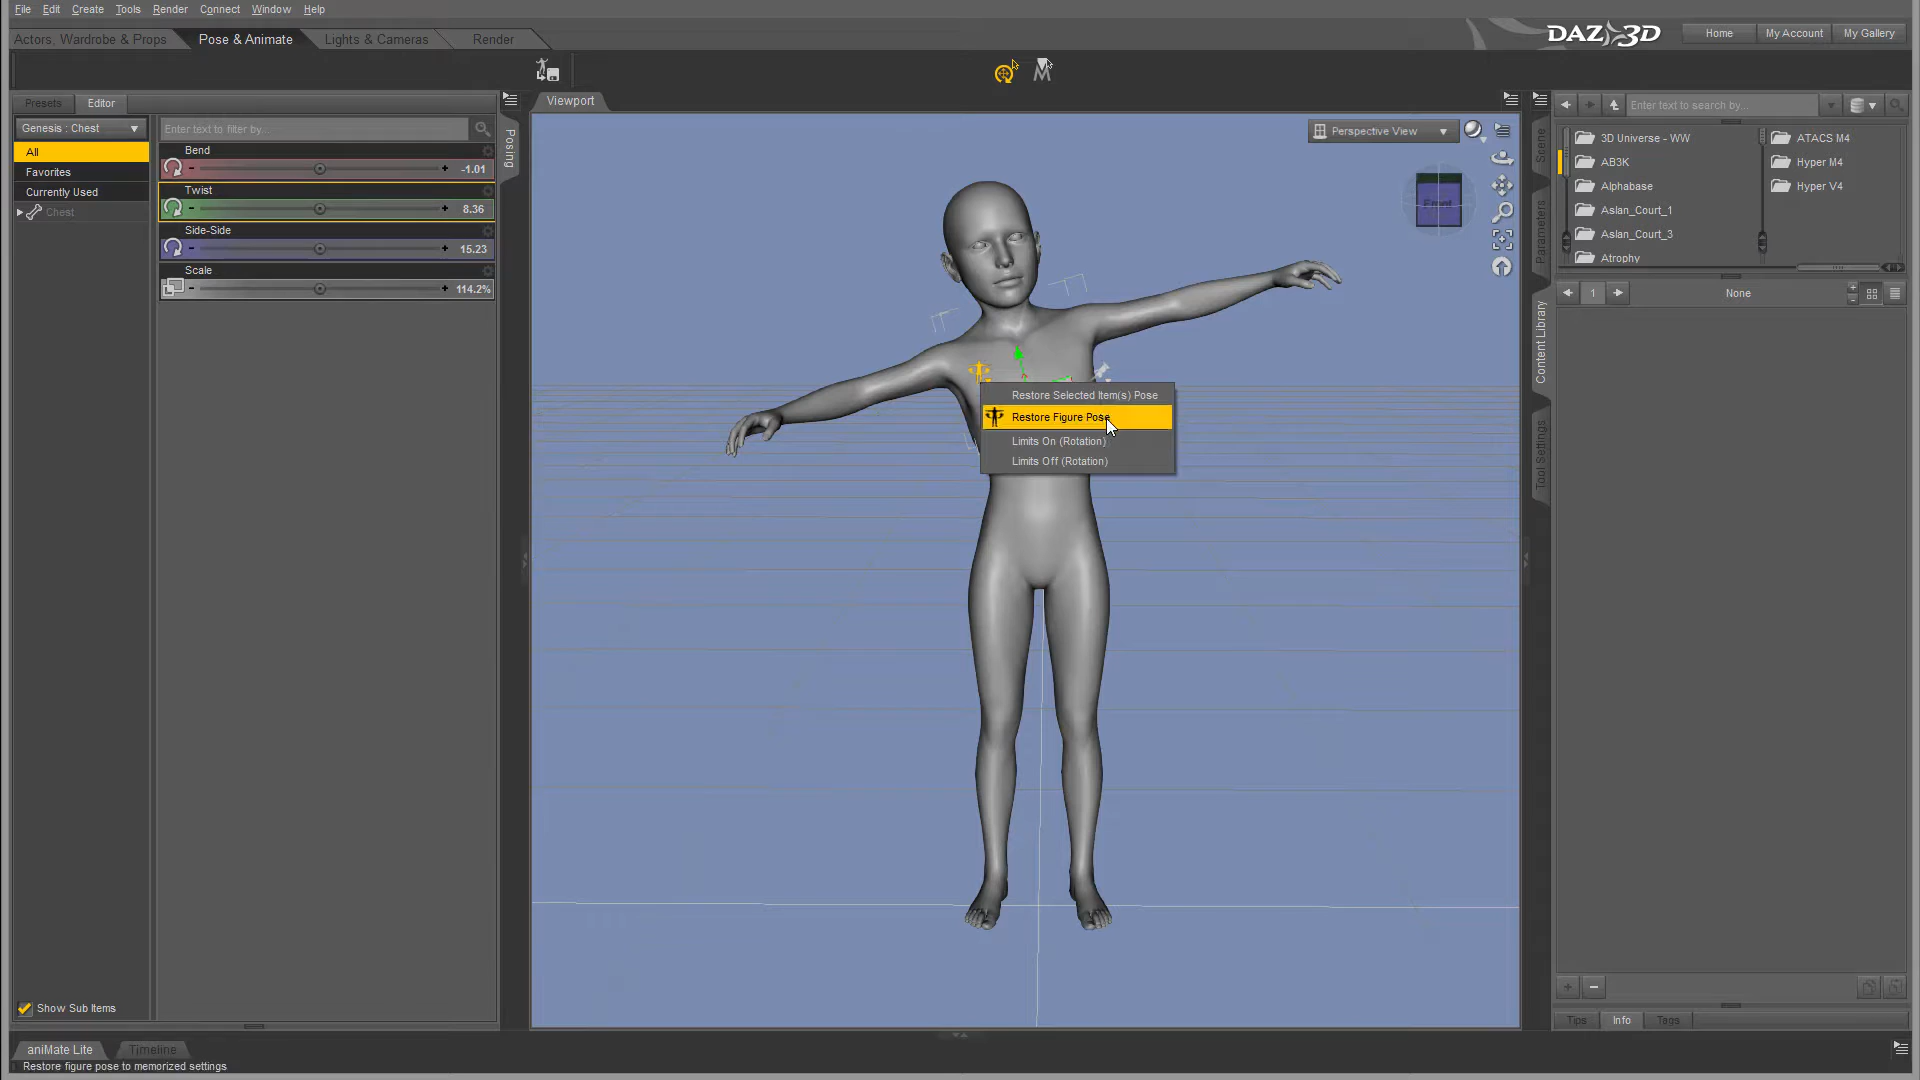 File Edit Create Tools Render Connect Window Help
Actors, Wardrobe & Props Pose & Animate Lights & Cameras Render
DAZ 3D Home My Account My Gallery
Presets Editor
Viewport
Enter text to search by...
Genesis : Chest
Enter text to filter by...
Perspective View
All
Favorites
Currently Used
Chest
Bend
-1.01
Twist
8.36
Side-Side
15.23
Scale
114.2%
Posing
Front
Restore Selected Item(s) Pose
Restore Figure Pose
Limits On (Rotation)
Limits Off (Rotation)
Scene
Parameters
Content Library
Tool Settings
3D Universe - WW
AB3K
Alphabase
Aslan_Court_1
Aslan_Court_3
Atrophy
ATACS M4
Hyper M4
Hyper V4
1
None
Show Sub Items
Tips Info Tags
aniMate Lite Timeline
Restore figure pose to memorized settings